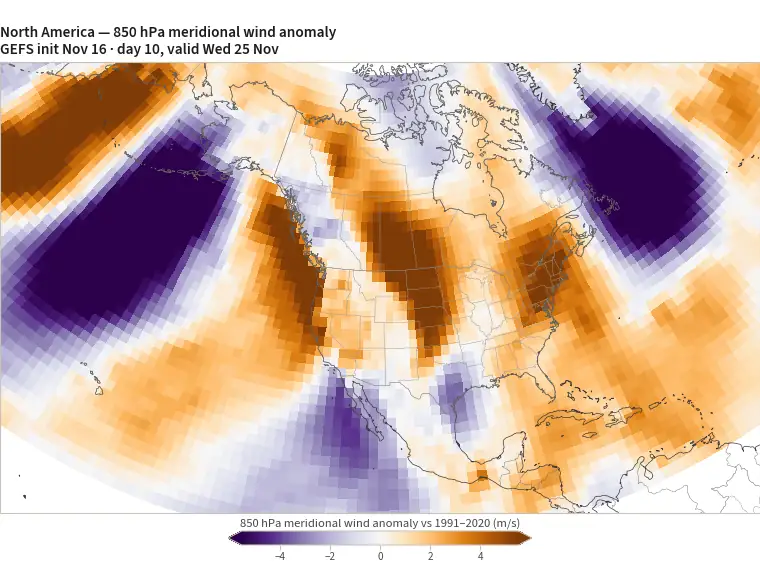 North America — 850 hPa meridional wind anomaly
GEFS init Nov 16 · day 10, valid Wed 25 Nov
850 hPa meridional wind anomaly vs 1991–2020 (m/s)
−4 −2 0 2 4